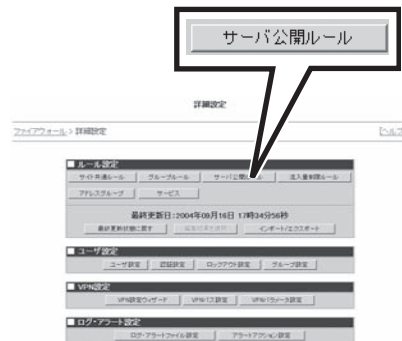 サーバ公開ルール
詳細設定
ファイアウォール > 詳細設定
[ヘルプ
■ ルール設定
サイト共通ルール グループルール サーバ公開ルール 流入量制限ルール
アドレスグループ サービス
最終更新日:2004年09月16日 17時34分56秒
最終更新状態に戻す 編集結果を適用 インポート/エクスポート
■ ユーザ設定
ユーザ設定 認証設定 ロックアウト設定 グループ設定
■ VPN設定
VPN設定ウィザード VPNパス設定 VPNパラメータ設定
■ ログ・アラート設定
ログ・アラートファイル設定 アラートアクション設定